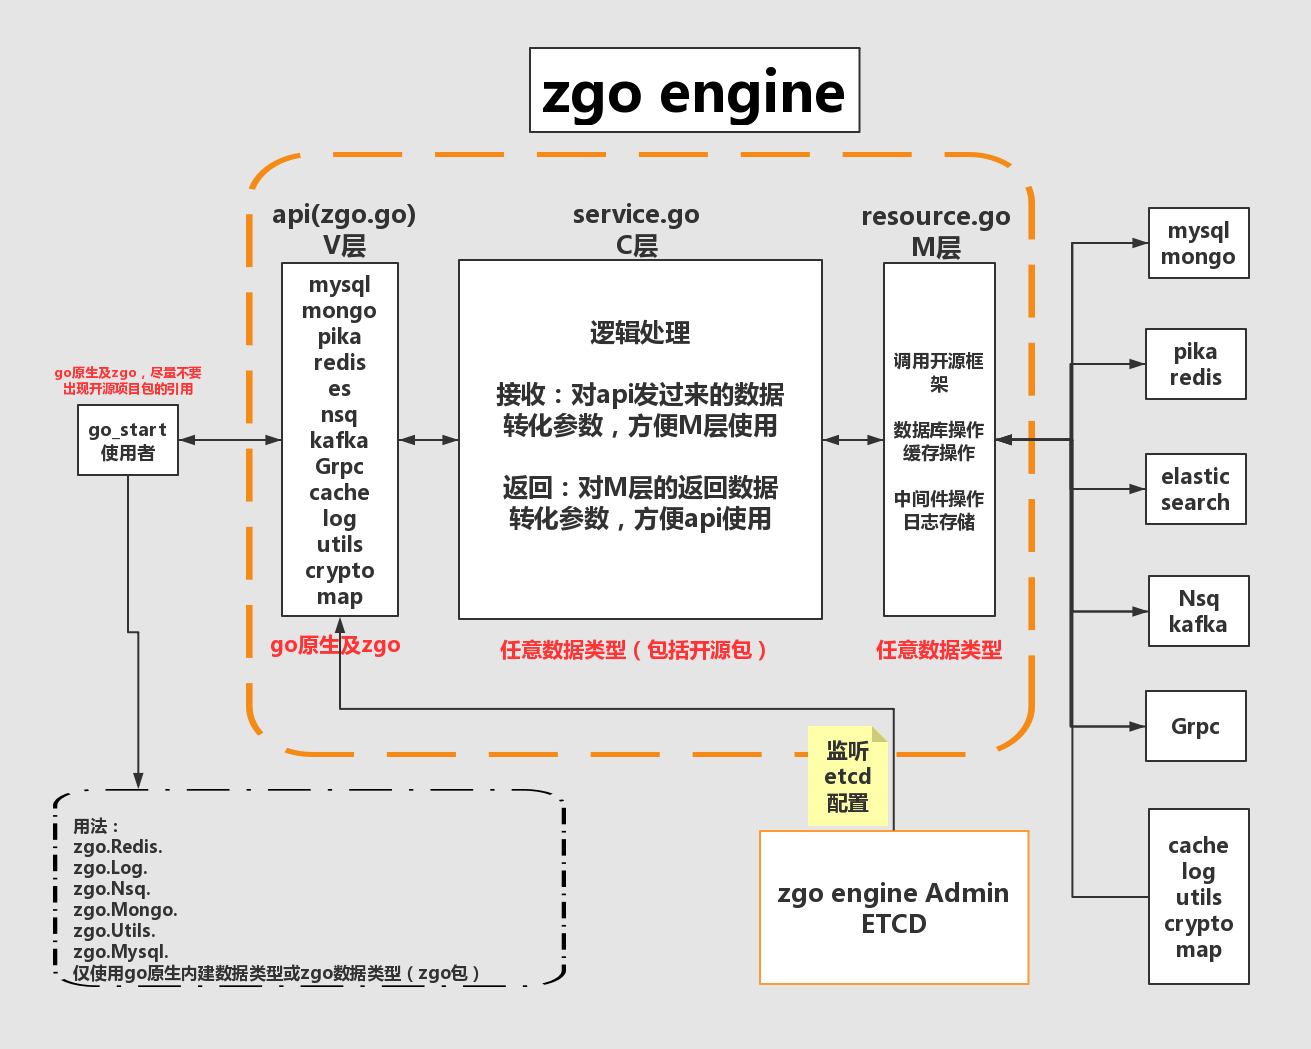 zgo engine
api(zgo.go)
V层
service.go
C层
resource.go
M层
go原生及zgo，尽量不要
出现开源项目包的引用
go_start
使用者
mysql
mongo
pika
redis
es
nsq
kafka
Grpc
cache
log
utils
crypto
map
go原生及zgo
逻辑处理
接收：对api发过来的数据
转化参数，方便M层使用
返回：对M层的返回数据
转化参数，方便api使用
任意数据类型（包括开源包）
调用开源框
架
数据库操作
缓存操作
中间件操作
日志存储
任意数据类型
mysql
mongo
pika
redis
elastic
search
Nsq
kafka
Grpc
cache
log
utils
crypto
map
监听
etcd
配置
zgo engine Admin
ETCD
用法：
zgo.Redis.
zgo.Log.
zgo.Nsq.
zgo.Mongo.
zgo.Utils.
zgo.Mysql.
仅使用go原生内建数据类型或zgo数据类型（zgo包）